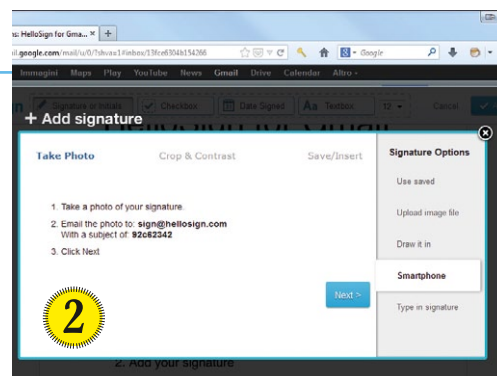 s: HelloSign for Gma... × +
il.google.com/mail/u/0/?shva=1#inbox/13fce6304b154266 Google
Immagini Maps Play YouTube News Gmail Drive Calendar Altro
Signature or Initials Checkbox Date Signed Aa Textbox 12 Cancel
HelloSign for Gmail
+ Add signature
Take Photo Crop & Contrast Save/Insert
1. Take a photo of your signature.
2. Email the photo to: sign@hellosign.com
With a subject of: 92c62342
3. Click Next
Next >
Signature Options
Use saved
Upload image file
Draw it in
Smartphone
Type in signature
2
2. Add your signature